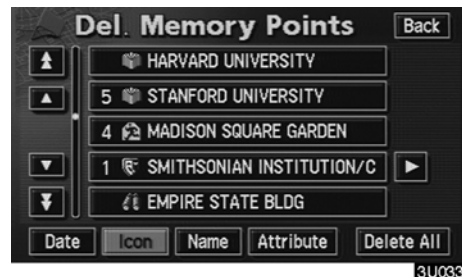 Del. Memory Points
Back
HARVARD UNIVERSITY
5 STANFORD UNIVERSITY
4 MADISON SQUARE GARDEN
1 SMITHSONIAN INSTITUTION/C
EMPIRE STATE BLDG
Date Icon Name Attribute Delete All